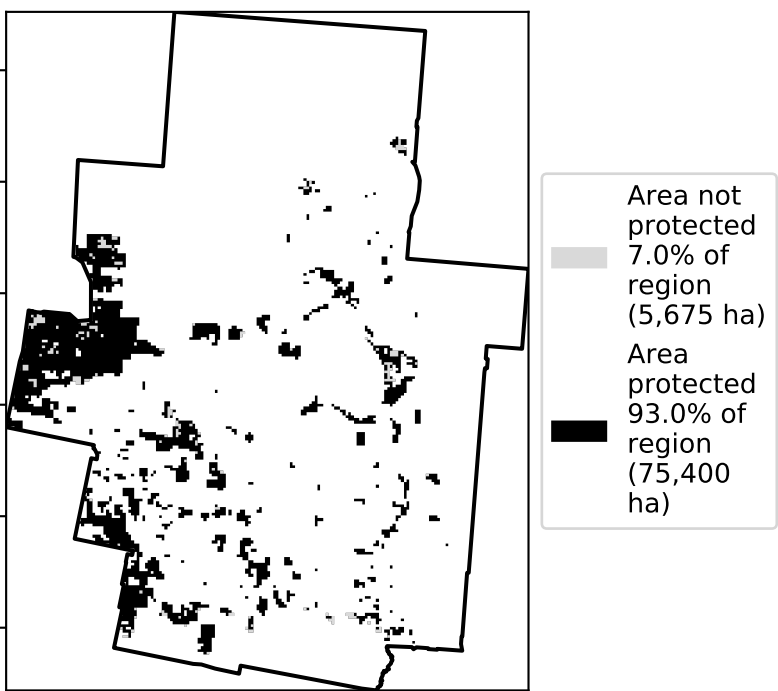 Area not
protected
7.0% of
region
(5,675 ha)
Area
protected
93.0% of
region
(75,400
ha)